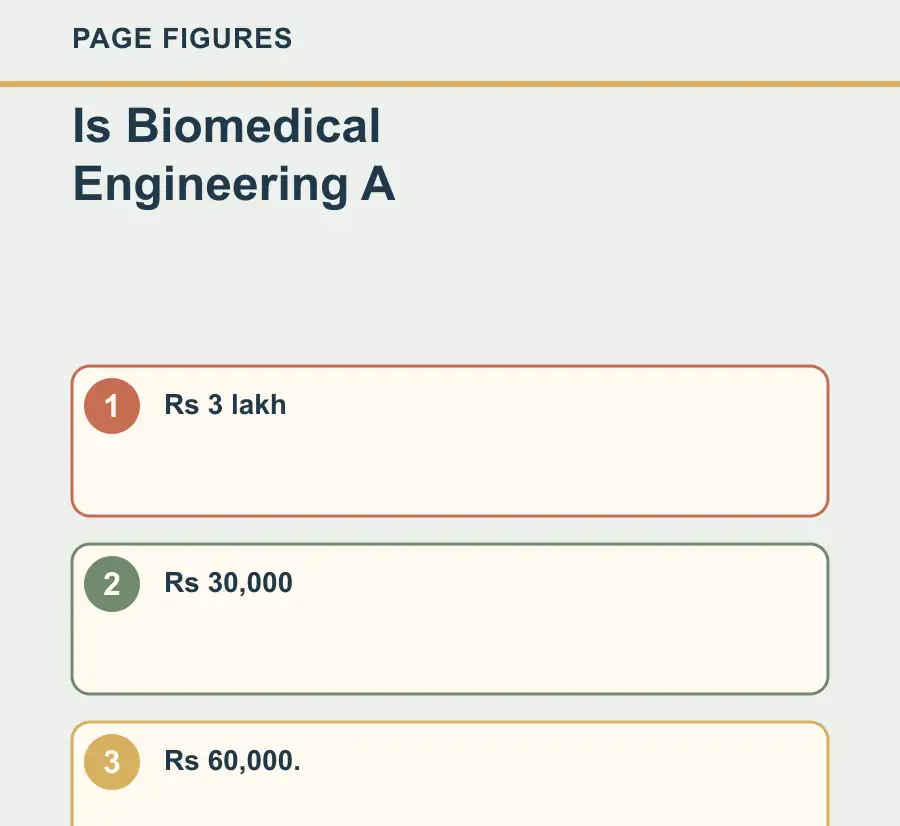 PAGE FIGURES
Is Biomedical
Engineering A
1
Rs 3 lakh
2
Rs 30,000
3
Rs 60,000.